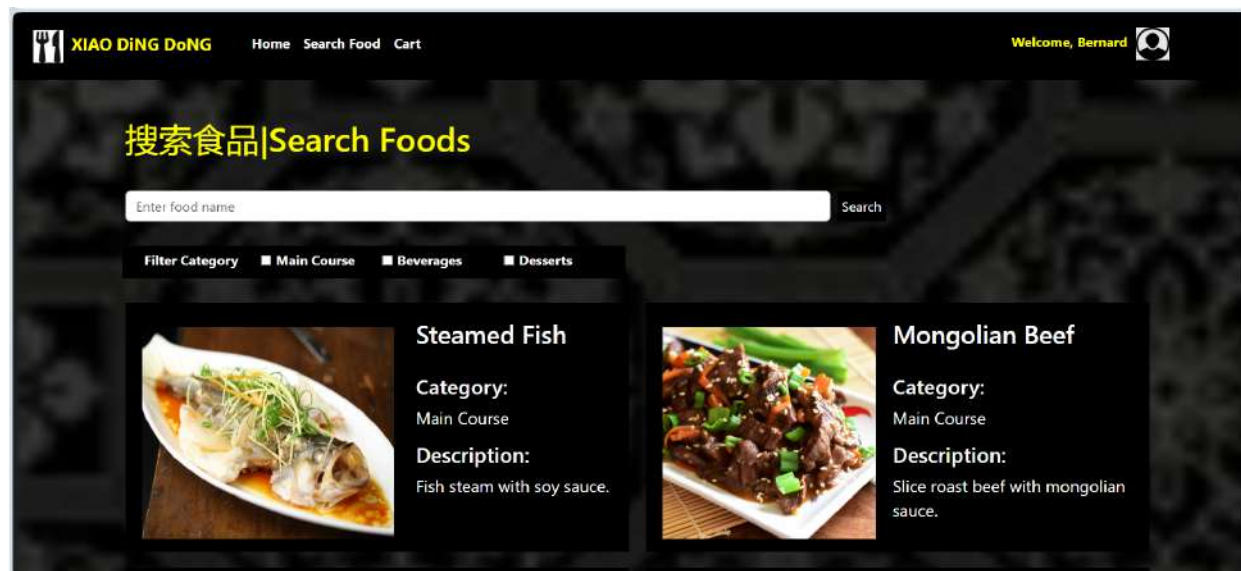 XIAO DiNG DoNG Home Search Food Cart Welcome, Bernard
搜索食品|Search Foods
Enter food name Search
Filter Category Main Course Beverages Desserts
Steamed Fish
Category:
Main Course
Description:
Fish steam with soy sauce.
Mongolian Beef
Category:
Main Course
Description:
Slice roast beef with mongolian
sauce.